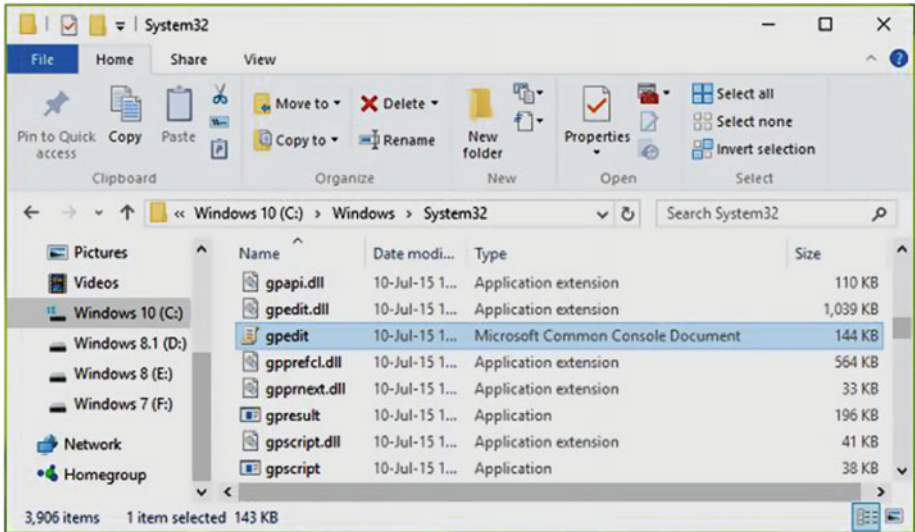 System32
File Home Share View
Pin to Quick access Copy Paste
Move to Copy to
Delete Rename
New folder
Properties
Select all
Select none
Invert selection
Clipboard Organize New Open Select
« Windows 10 (C:) › Windows › System32 Search System32
Pictures
Videos
Windows 10 (C:)
Windows 8.1 (D:)
Windows 8 (E:)
Windows 7 (F:)
Network
Homegroup
Name Date modi... Type Size
gpapi.dll 10-Jul-15 1... Application extension 110 KB
gpedit.dll 10-Jul-15 1... Application extension 1,039 KB
gpedit 10-Jul-15 1... Microsoft Common Console Document 144 KB
gpprefcl.dll 10-Jul-15 1... Application extension 564 KB
gpprnext.dll 10-Jul-15 1... Application extension 33 KB
gpresult 10-Jul-15 1... Application 196 KB
gpscript.dll 10-Jul-15 1... Application extension 41 KB
gpscript 10-Jul-15 1... Application 38 KB
3,906 items 1 item selected 143 KB